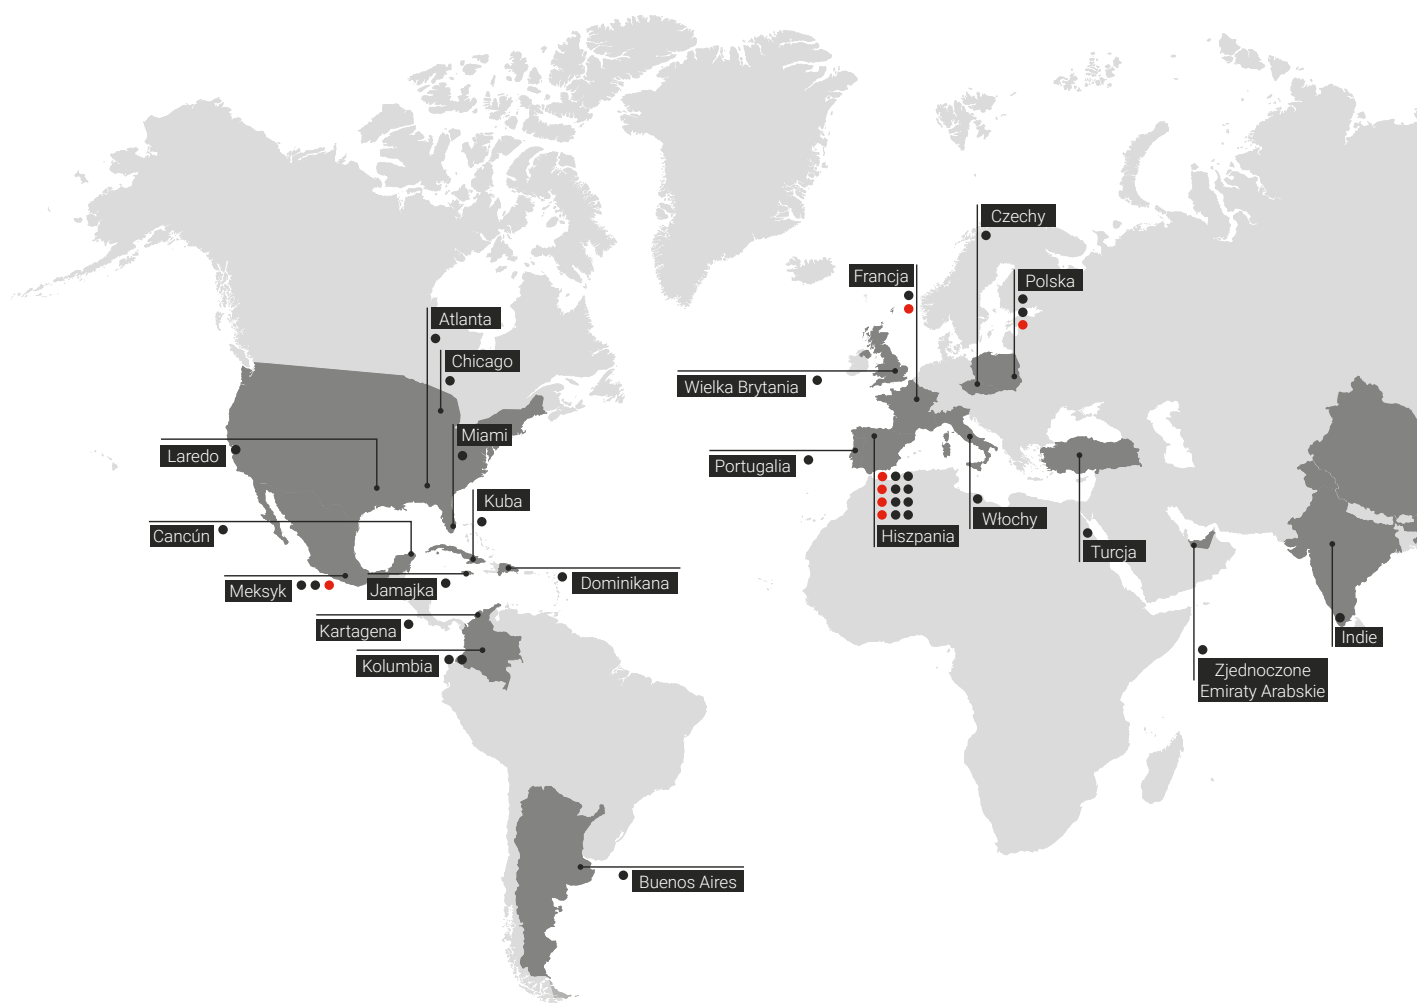 Czechy
Francja
Polska
Atlanta
Chicago
Wielka Brytania
Miami
Laredo
Portugalia
Kuba
Włochy
Cancún
Hiszpania
Turcja
Meksyk
Jamajka
Dominikana
Kartagena
Indie
Kolumbia
Zjednoczone
Emiraty Arabskie
Buenos Aires